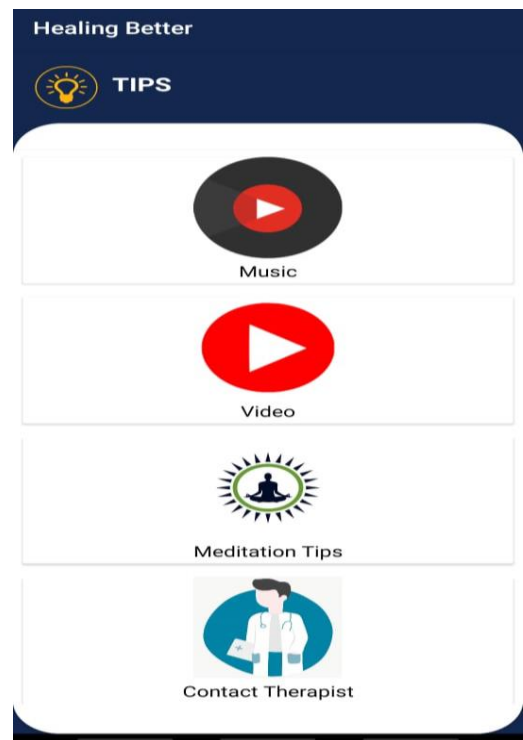 Healing Better
TIPS
Music
Video
Meditation Tips
Contact Therapist